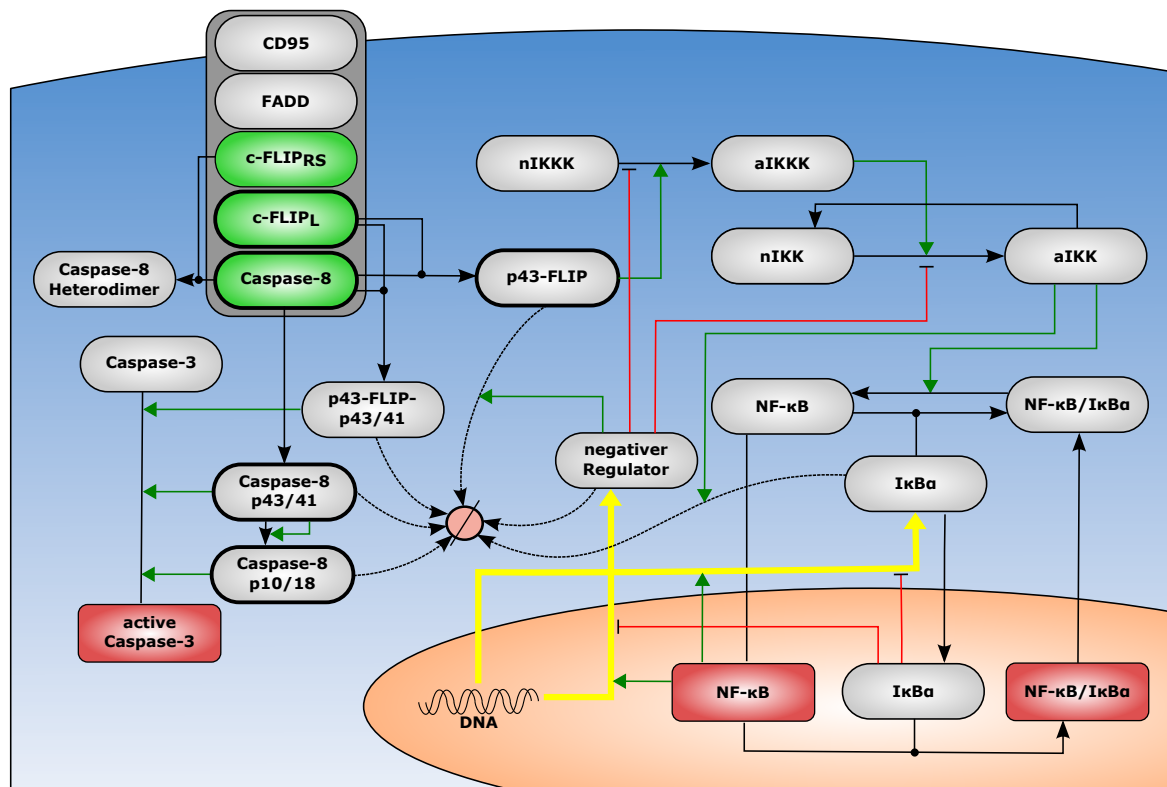 CD95
FADD
c-FLIPRS
c-FLIPL
Caspase-8
Caspase-8
Heterodimer
nIKKK
aIKKK
nIKK
aIKK
p43-FLIP
Caspase-3
p43-FLIP-
p43/41
NF-κB
NF-κB/IκBα
negativer
Regulator
IκBα
Caspase-8
p43/41
Caspase-8
p10/18
active
Caspase-3
NF-κB
IκBα
NF-κB/IκBα
DNA